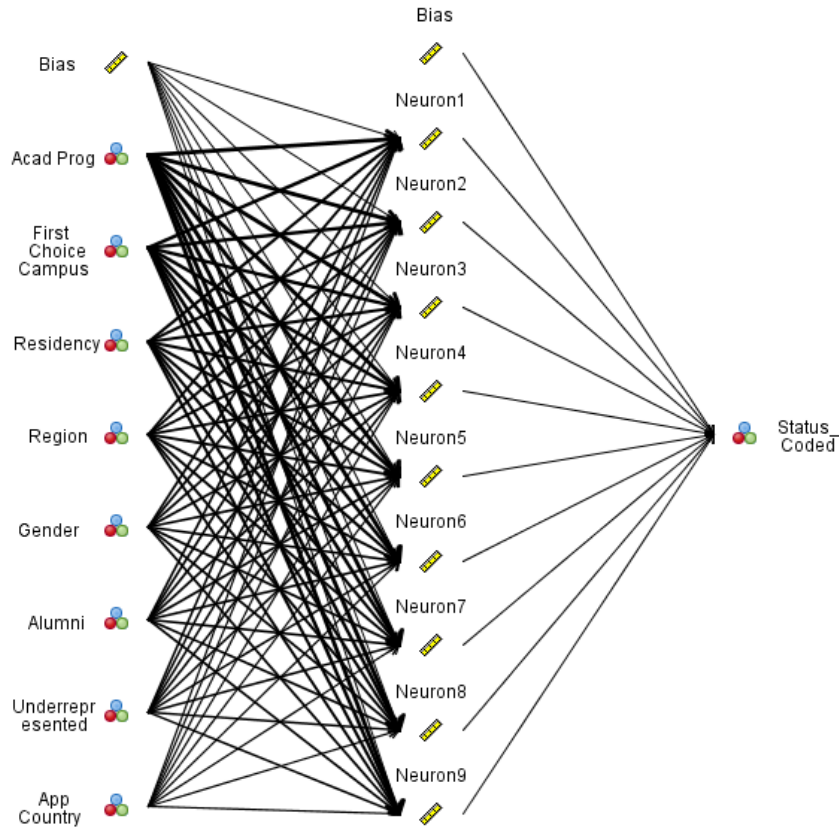 Bias
Acad Prog
First
Choice
Campus
Residency
Region
Gender
Alumni
Underrepr
esented
App
Country
Bias
Neuron1
Neuron2
Neuron3
Neuron4
Neuron5
Neuron6
Neuron7
Neuron8
Neuron9
Status_
Coded